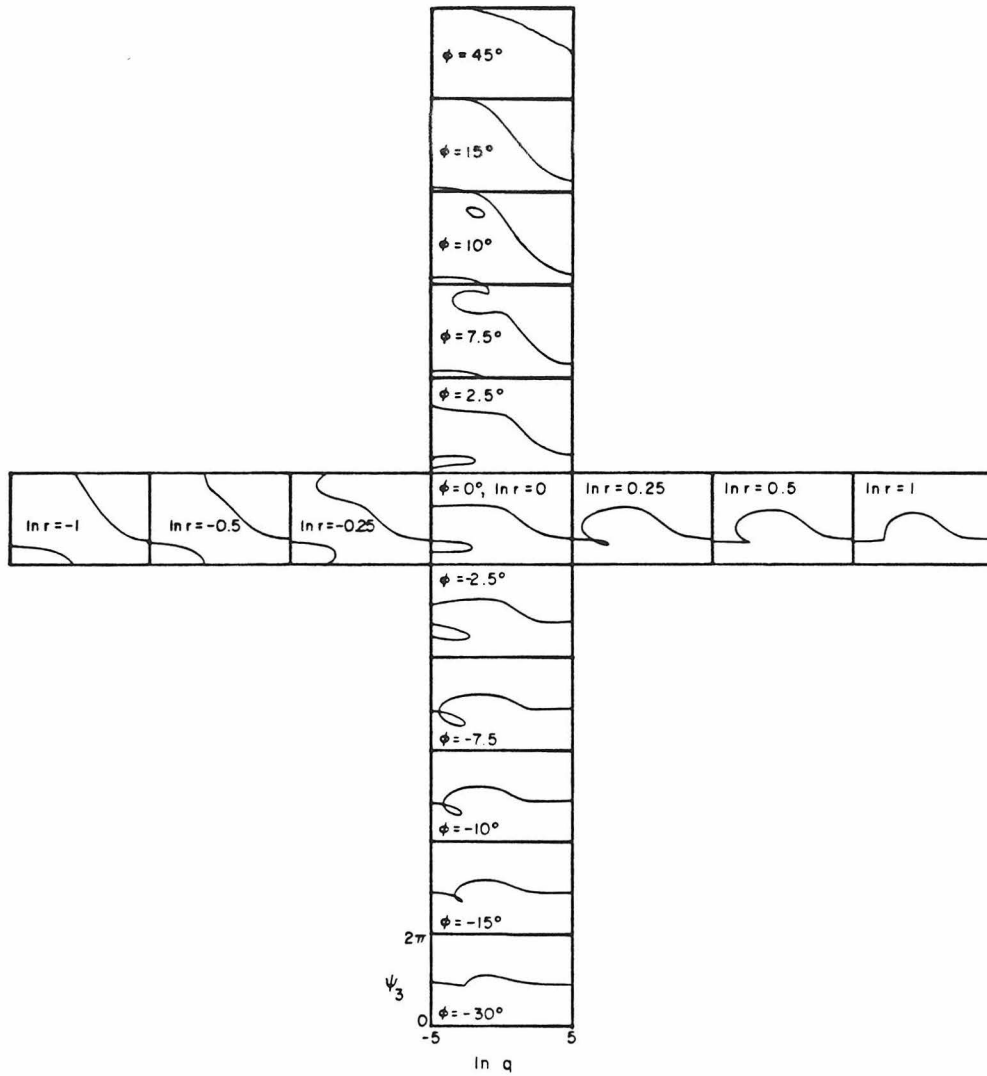 ϕ = 45°
ϕ = 15°
ϕ = 10°
ϕ = 7.5°
ϕ = 2.5°
ln r = -1
ln r = -0.5
ln r = -0.25
ϕ = 0°, ln r = 0
ln r = 0.25
ln r = 0.5
ln r = 1
ϕ = -2.5°
ϕ = -7.5
ϕ = -10°
ϕ = -15°
2π
ψ₃
ϕ = -30°
0
-5 5
ln q